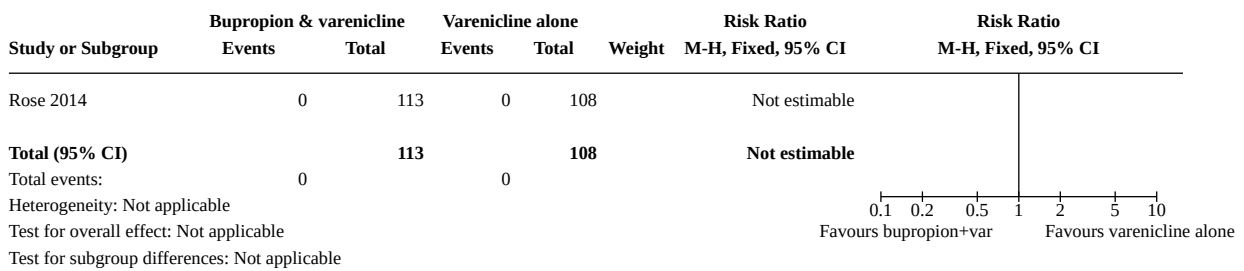 Bupropion & varenicline Varenicline alone Risk Ratio Risk Ratio
Study or Subgroup Events Total Events Total Weight M-H, Fixed, 95% CI M-H, Fixed, 95% CI
Rose 2014 0 113 0 108 Not estimable
Total (95% CI) 113 108 Not estimable
Total events: 0 0
Heterogeneity: Not applicable
0.1 0.2 0.5 1 2 5 10
Test for overall effect: Not applicable Favours bupropion+var Favours varenicline alone
Test for subgroup differences: Not applicable